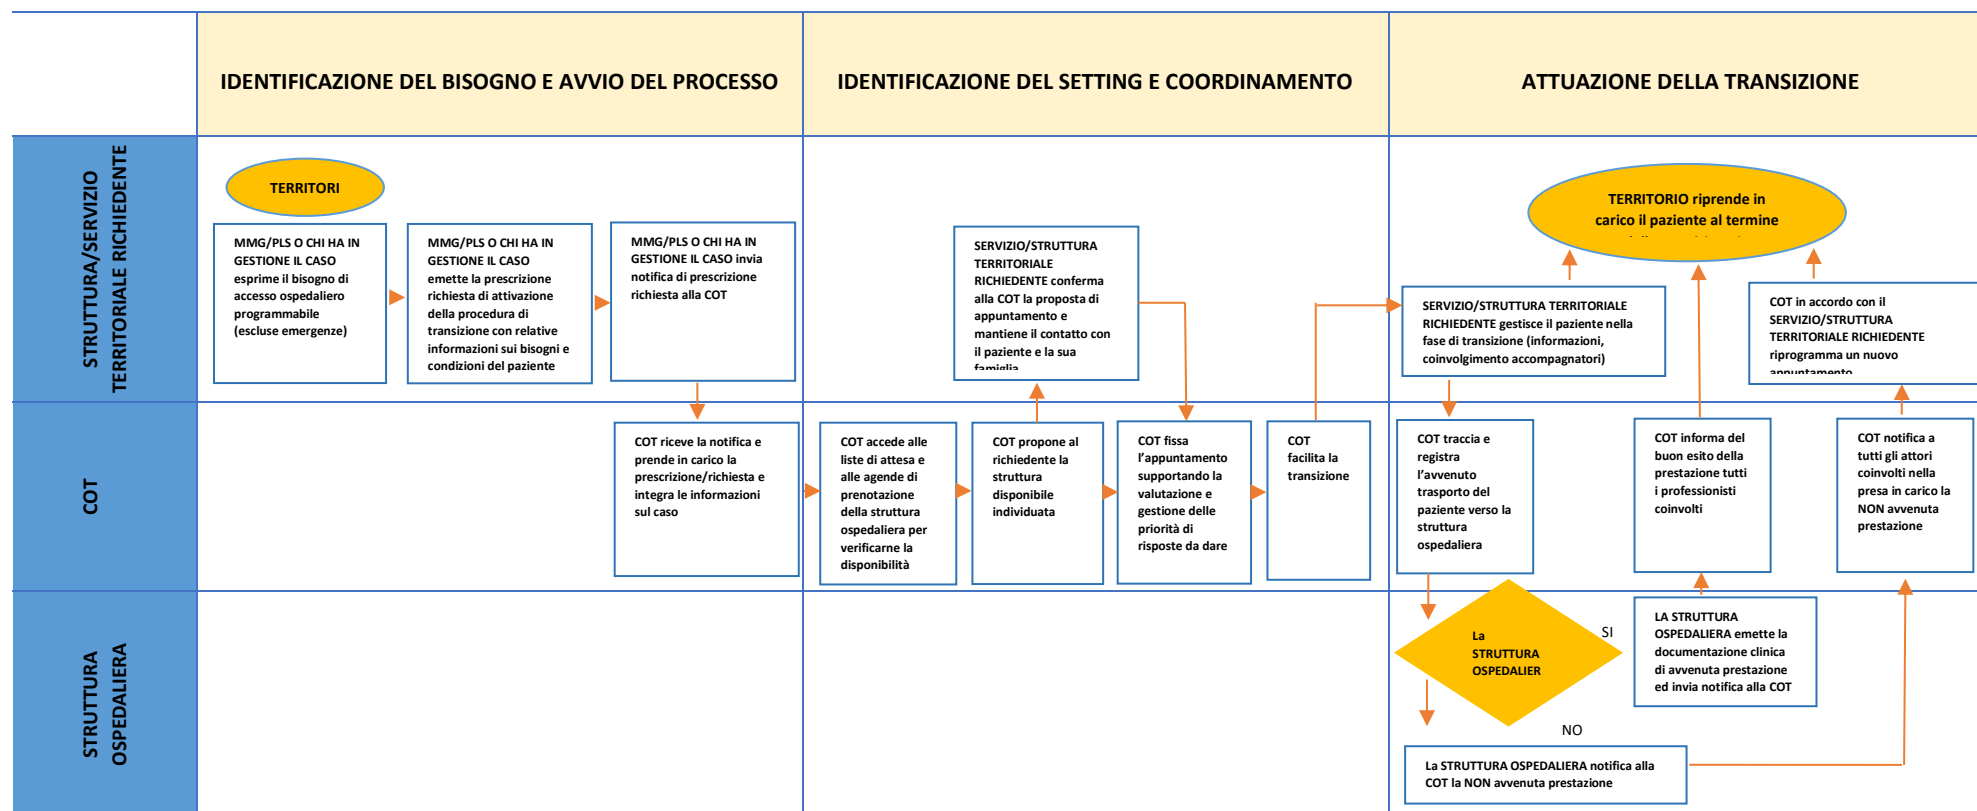 IDENTIFICAZIONE DEL BISOGNO E AVVIO DEL PROCESSO
IDENTIFICAZIONE DEL SETTING E COORDINAMENTO
ATTUAZIONE DELLA TRANSIZIONE
STRUTTURA/SERVIZIO
TERRITORIALE RICHIEDENTE
TERRITORI
MMG/PLS O CHI HA IN
GESTIONE IL CASO
esprime il bisogno di
accesso ospedaliero
programmabile
(escluse emergenze)
MMG/PLS O CHI HA IN
GESTIONE IL CASO
emette la prescrizione
richiesta di attivazione
della procedura di
transizione con relative
informazioni sui bisogni e
condizioni del paziente
MMG/PLS O CHI HA IN
GESTIONE IL CASO invia
notifica di prescrizione
richiesta alla COT
SERVIZIO/STRUTTURA
TERRITORIALE
RICHIEDENTE conferma
alla COT la proposta di
appuntamento e
mantiene il contatto con
il paziente e la sua
famiglia
TERRITORIO riprende in
carico il paziente al termine
SERVIZIO/STRUTTURA TERRITORIALE
RICHIEDENTE gestisce il paziente nella
fase di transizione (informazioni,
coinvolgimento accompagnatori)
COT in accordo con il
SERVIZIO/STRUTTURA
TERRITORIALE RICHIEDENTE
riprogramma un nuovo
appuntamento
COT
COT riceve la notifica e
prende in carico la
prescrizione/richiesta e
integra le informazioni
sul caso
COT accede alle
liste di attesa e
alle agende di
prenotazione
della struttura
ospedaliera per
verificarne la
disponibilità
COT propone al
richiedente la
struttura
disponibile
individuata
COT fissa
l’appuntamento
supportando la
valutazione e
gestione delle
priorità di
risposte da dare
COT
facilita la
transizione
COT traccia e
registra
l’avvenuto
trasporto del
paziente verso la
struttura
ospedaliera
COT informa del
buon esito della
prestazione tutti
i professionisti
coinvolti
COT notifica a
tutti gli attori
coinvolti nella
presa in carico la
NON avvenuta
prestazione
STRUTTURA
OSPEDALIERA
La
STRUTTURA
OSPEDALIER
SI
NO
LA STRUTTURA
OSPEDALIERA emette la
documentazione clinica
di avvenuta prestazione
ed invia notifica alla COT
La STRUTTURA OSPEDALIERA notifica alla
COT la NON avvenuta prestazione